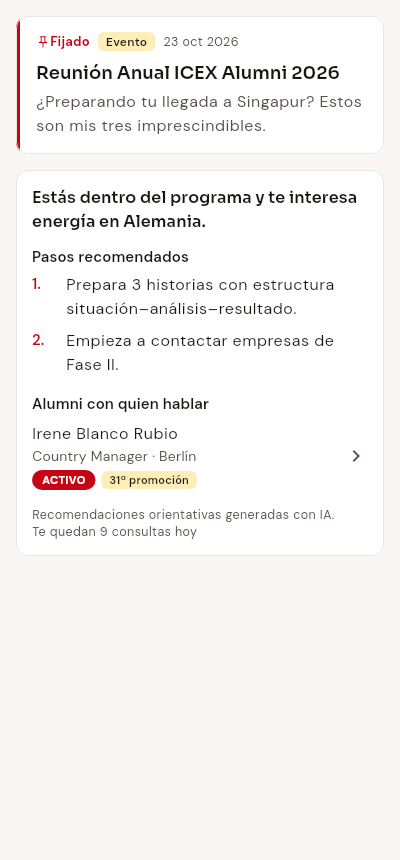 Fijado Evento 23 oct 2026
Reunión Anual ICEX Alumni 2026
¿Preparando tu llegada a Singapur? Estos
son mis tres imprescindibles.
Estás dentro del programa y te interesa
energía en Alemania.
Pasos recomendados
1. Prepara 3 historias con estructura
situación–análisis–resultado.
2. Empieza a contactar empresas de
Fase II.
Alumni con quien hablar
Irene Blanco Rubio
Country Manager · Berlín
ACTIVO 31ª promoción
Recomendaciones orientativas generadas con IA.
Te quedan 9 consultas hoy